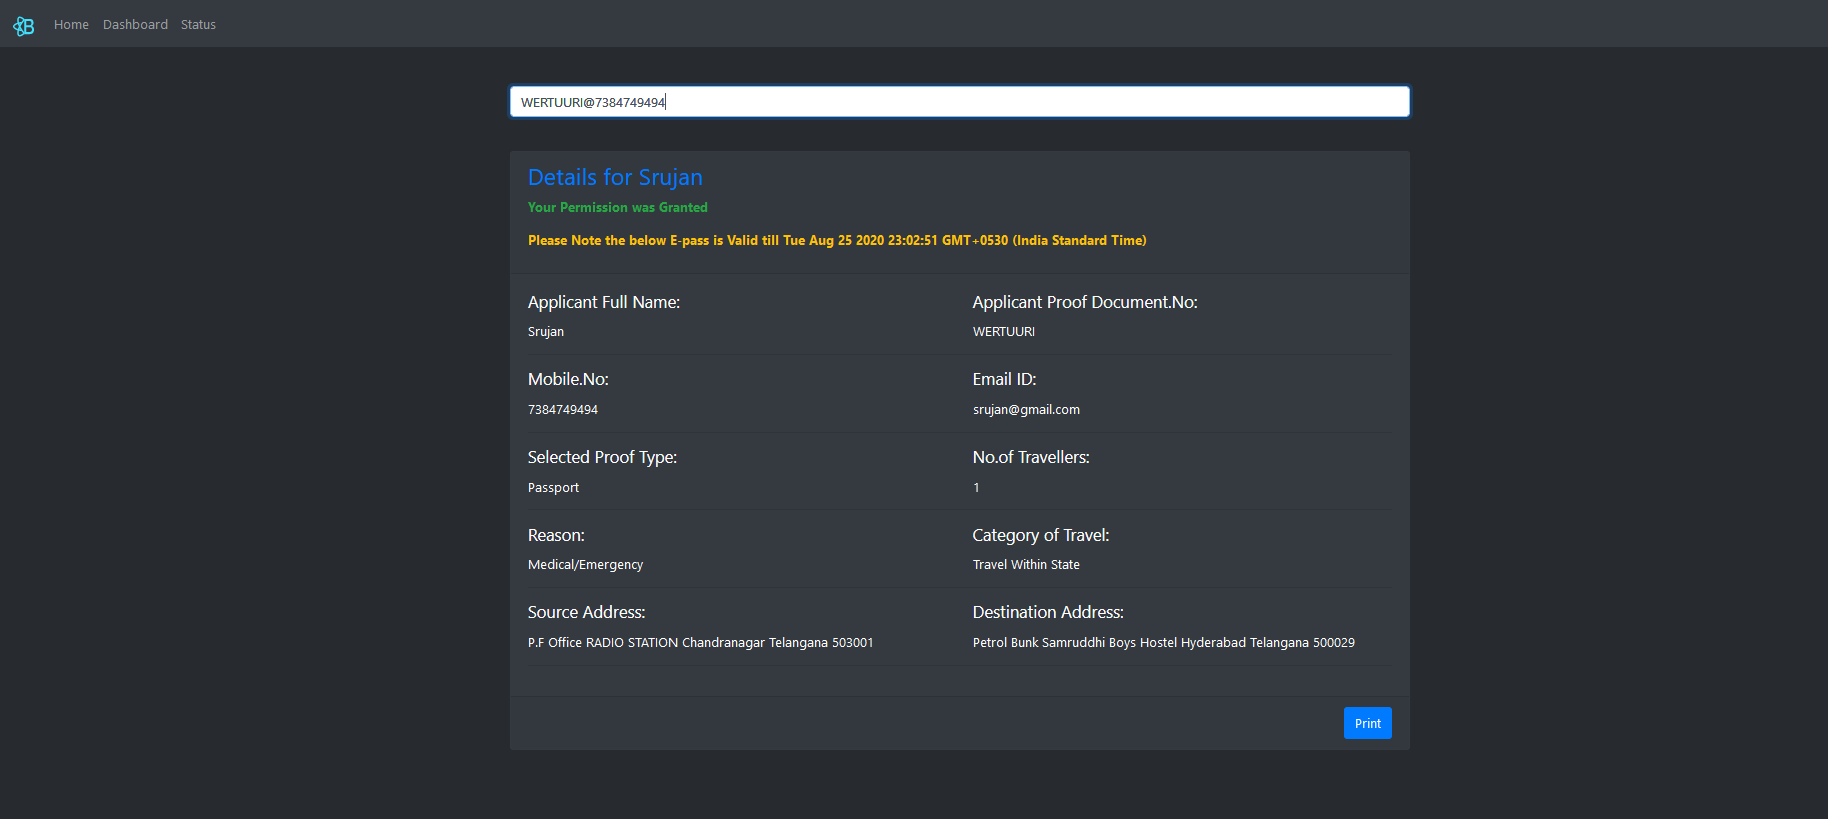 B Home Dashboard Status
WERTUURI@7384749494
Details for Srujan
Your Permission was Granted
Please Note the below E-pass is Valid till Tue Aug 25 2020 23:02:51 GMT+0530 (India Standard Time)
Applicant Full Name: Applicant Proof Document.No:
Srujan WERTUURI
Mobile.No: Email ID:
7384749494 srujan@gmail.com
Selected Proof Type: No.of Travellers:
Passport 1
Reason: Category of Travel:
Medical/Emergency Travel Within State
Source Address: Destination Address:
P.F Office RADIO STATION Chandranagar Telangana 503001 Petrol Bunk Samruddhi Boys Hostel Hyderabad Telangana 500029
Print